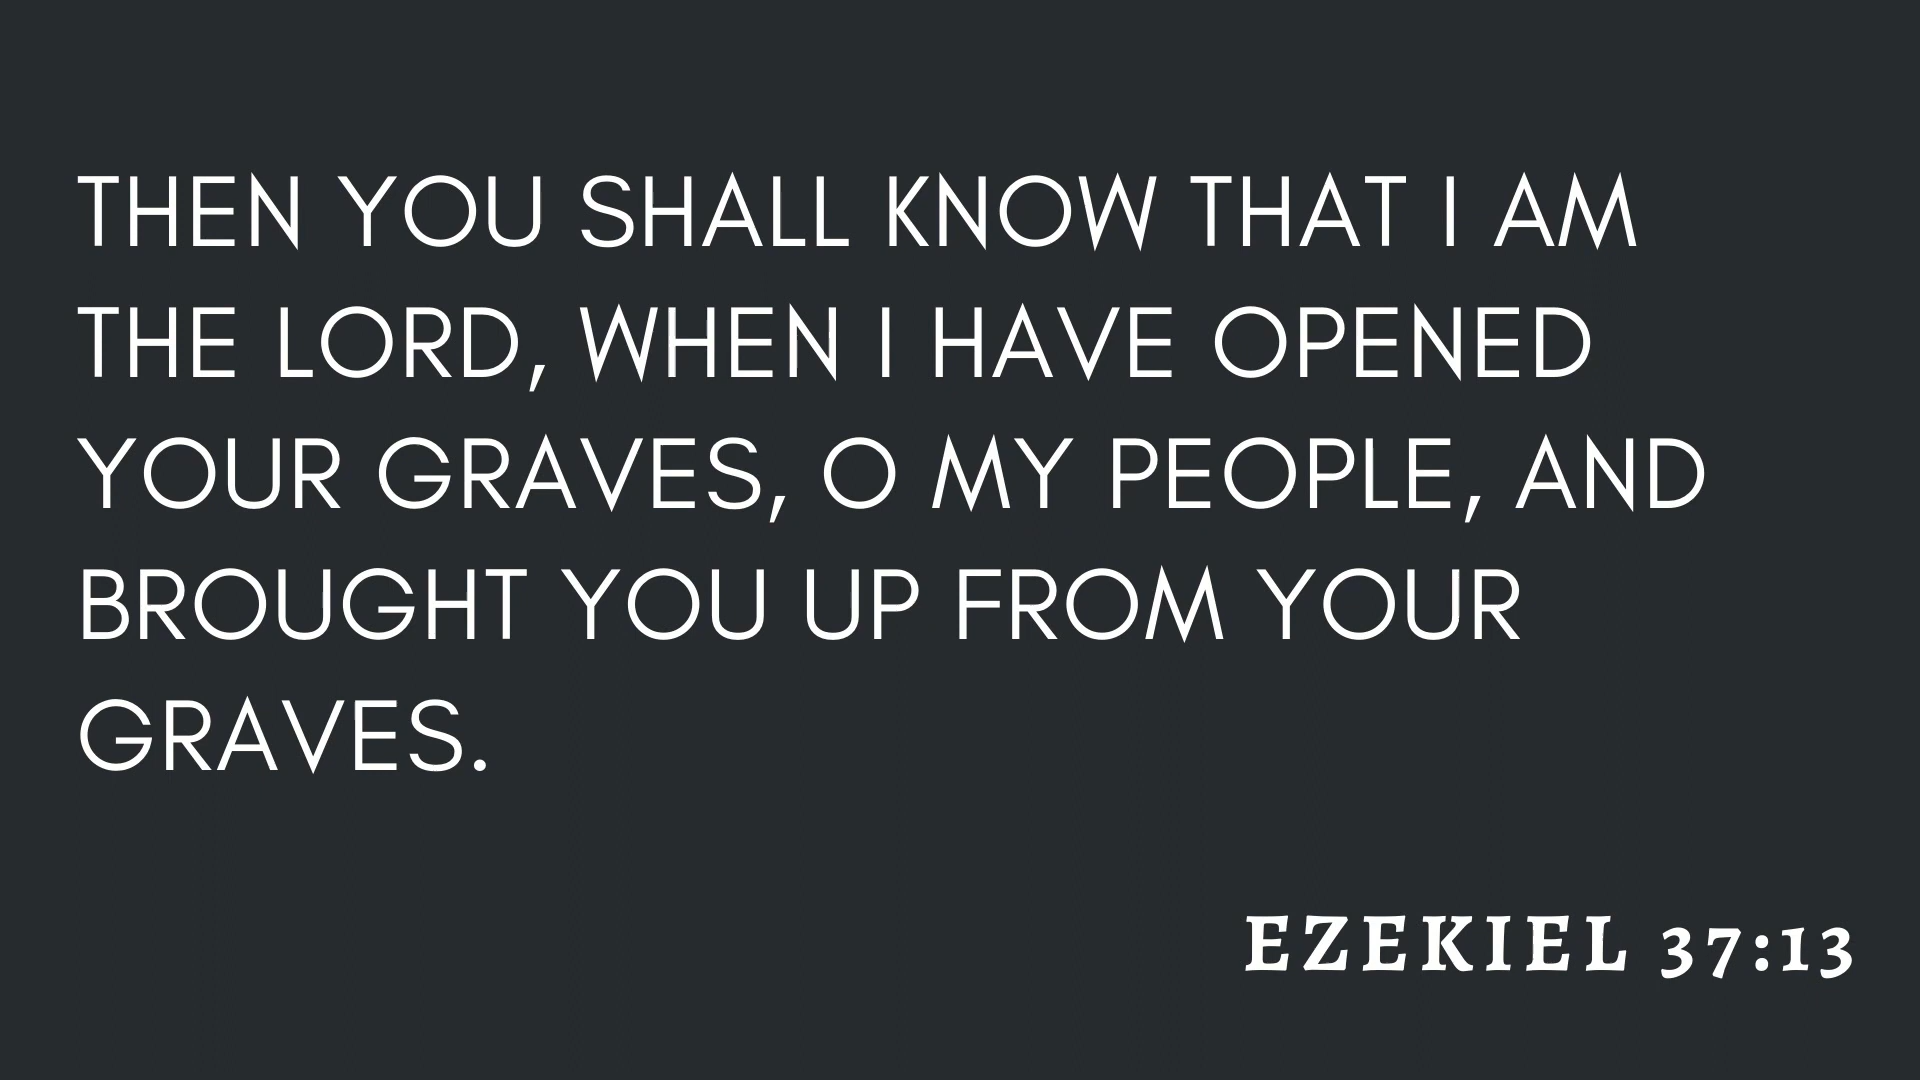 THEN YOU SHALL KNOW THAT I AM
THE LORD, WHEN I HAVE OPENED
YOUR GRAVES, O MY PEOPLE, AND
BROUGHT YOU UP FROM YOUR
GRAVES.
EZEKIEL 37:13